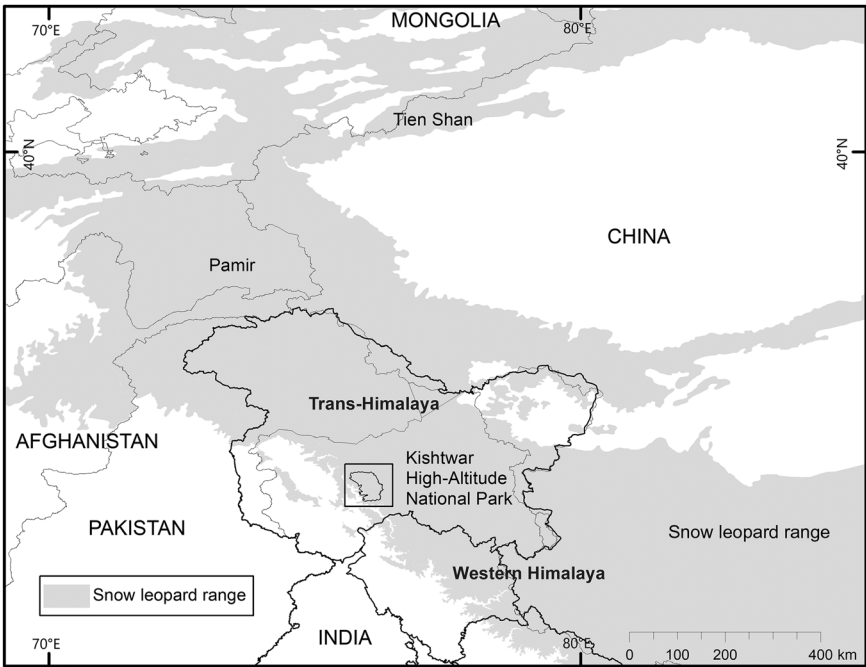 70°E
MONGOLIA
80°E
Tien Shan
40°N
40°N
CHINA
Pamir
Trans-Himalaya
AFGHANISTAN
Kishtwar
High-Altitude
National Park
PAKISTAN
Snow leopard range
Western Himalaya
Snow leopard range
INDIA
70°E
80°E
0 100 200 400 km